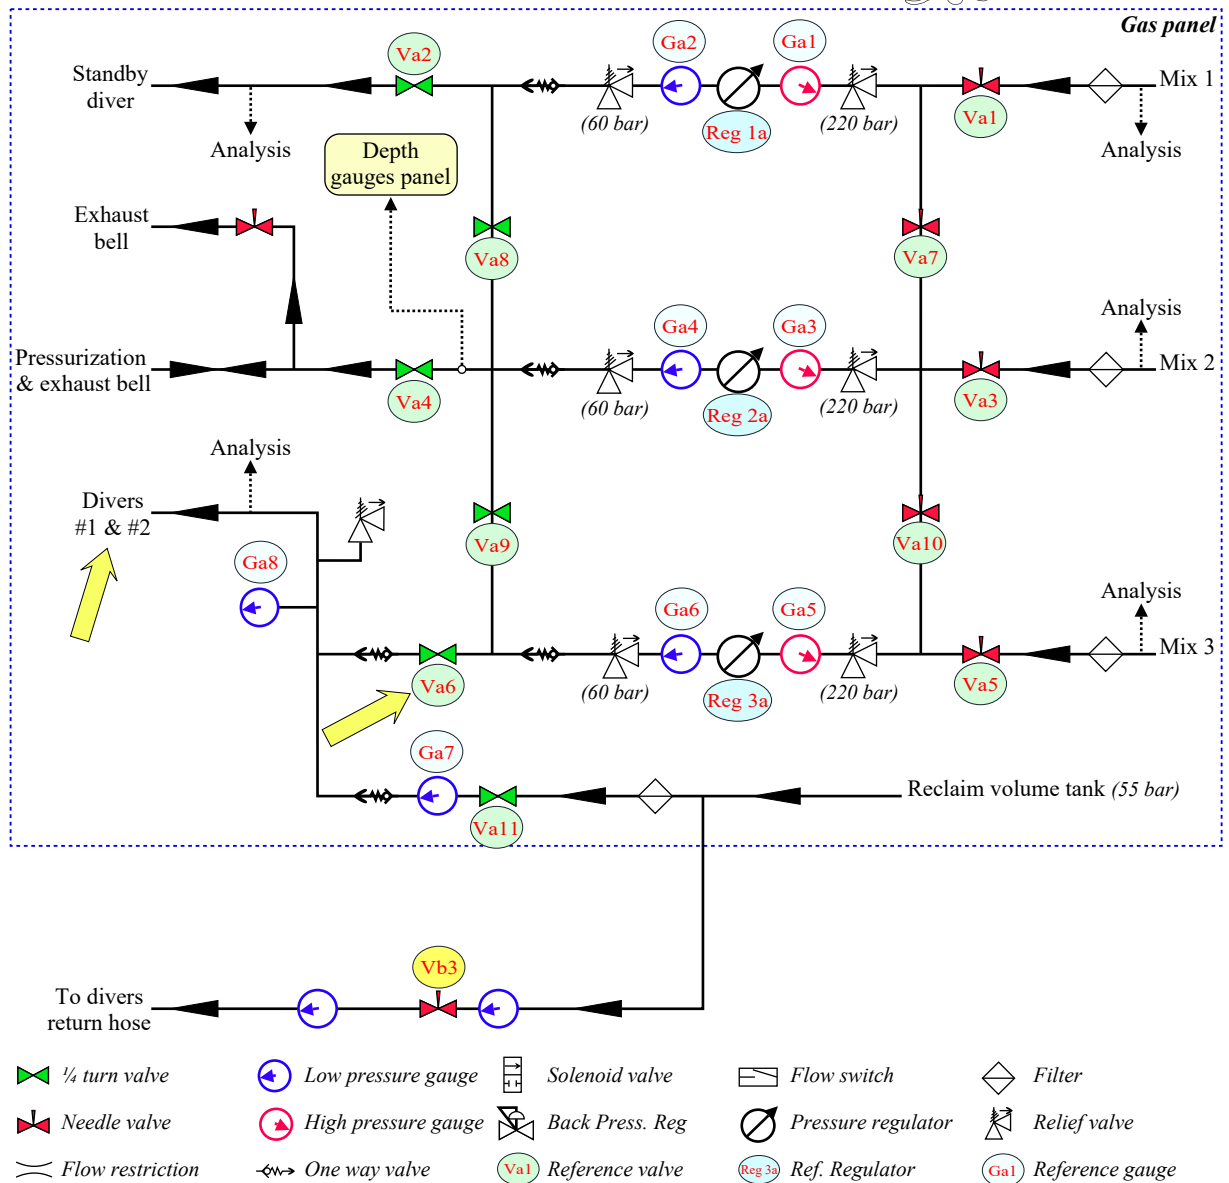 Gas panel
Va2
Ga2
Ga1
Standby
diver
Mix 1
(60 bar)
Reg 1a
(220 bar)
Va1
Analysis
Analysis
Depth
gauges panel
Exhaust
bell
Va8
Va7
Analysis
Ga4
Ga3
Pressurization
& exhaust bell
Mix 2
Va4
(60 bar)
Reg 2a
(220 bar)
Va3
Analysis
Divers
#1 & #2
Va9
Va10
Ga8
Analysis
Ga6
Ga5
Mix 3
Va6
(60 bar)
Reg 3a
(220 bar)
Va5
Ga7
Reclaim volume tank (55 bar)
Va11
Vb3
To divers
return hose
¼ turn valve
Low pressure gauge
Solenoid valve
Flow switch
Filter
Needle valve
High pressure gauge
Back Press. Reg
Pressure regulator
Relief valve
Flow restriction
One way valve
Va1
Reference valve
Reg 3a
Ref. Regulator
Ga1
Reference gauge